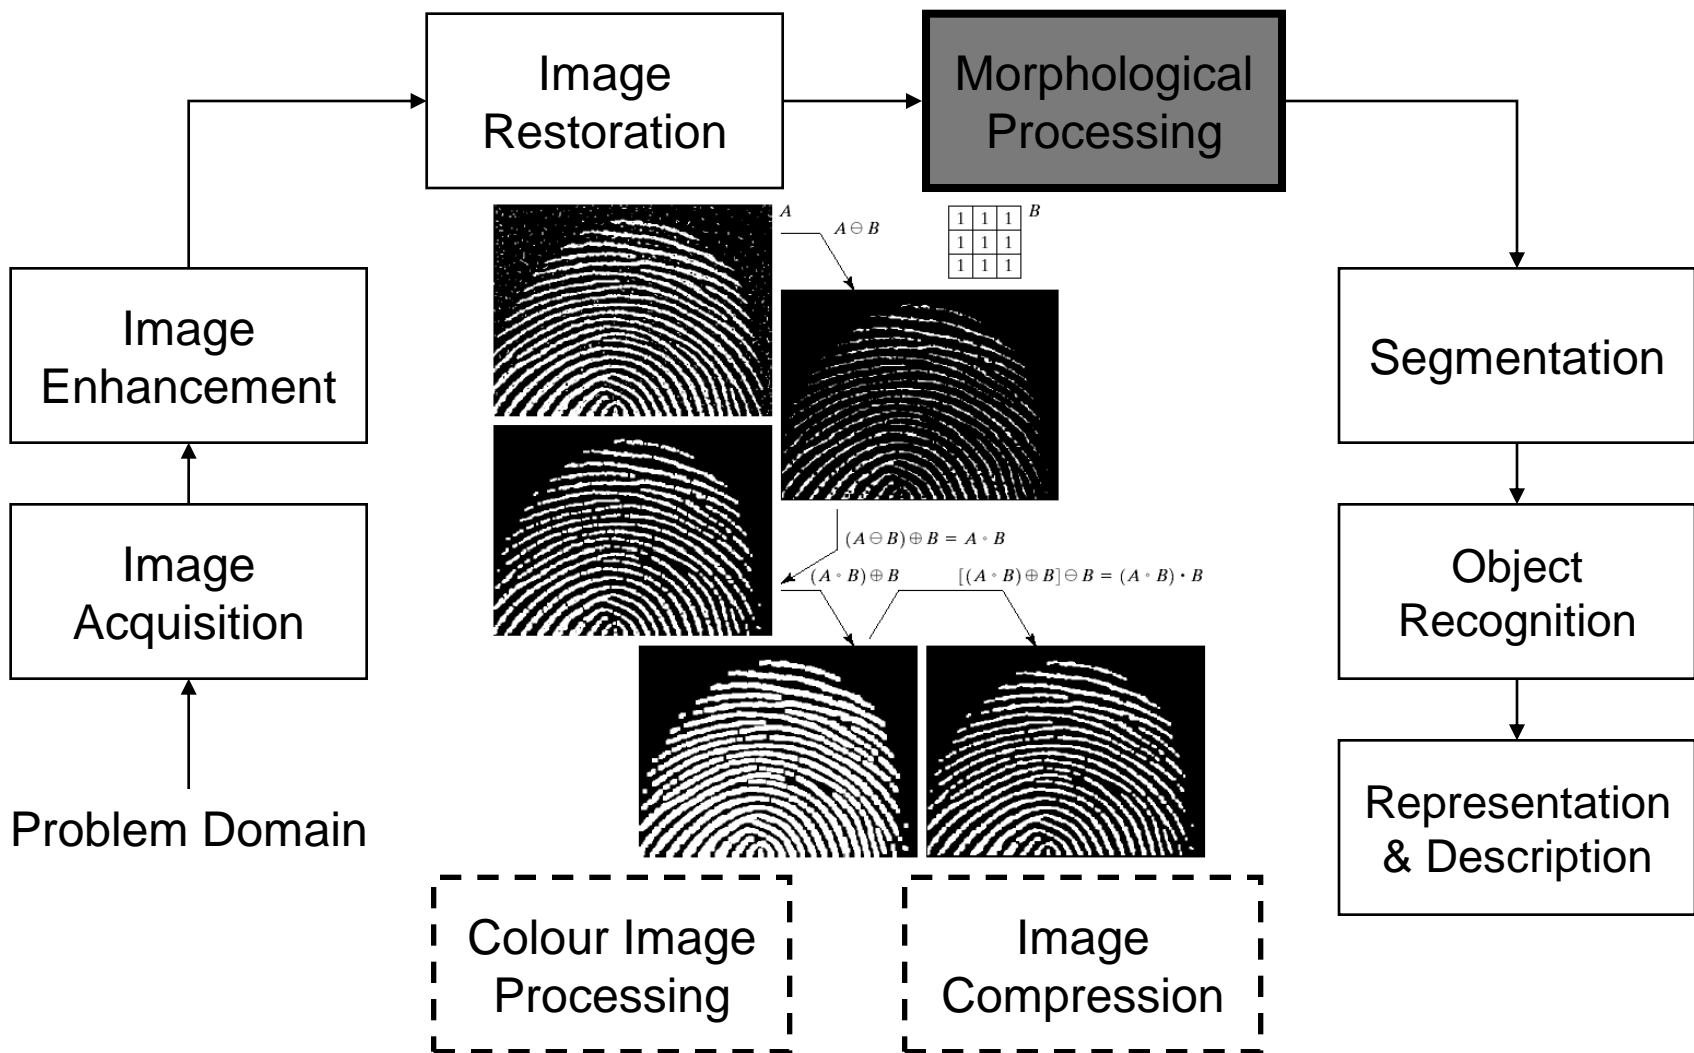 Image
Restoration
Morphological
Processing
A
A ⊖ B
1 1 1
1 1 1
1 1 1
B
Image
Enhancement
Segmentation
Image
Acquisition
(A ⊖ B) ⊕ B = A ∘ B
(A ∘ B) ⊕ B
[(A ∘ B) ⊕ B] ⊖ B = (A ∘ B) • B
Object
Recognition
Problem Domain
Representation
& Description
Colour Image
Processing
Image
Compression